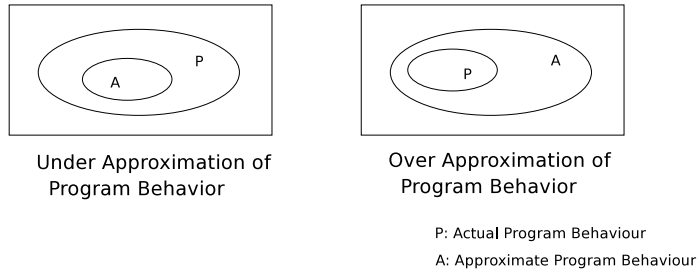 P
A
A
P
Under Approximation of
Program Behavior
Over Approximation of
Program Behavior
P: Actual Program Behaviour
A: Approximate Program Behaviour